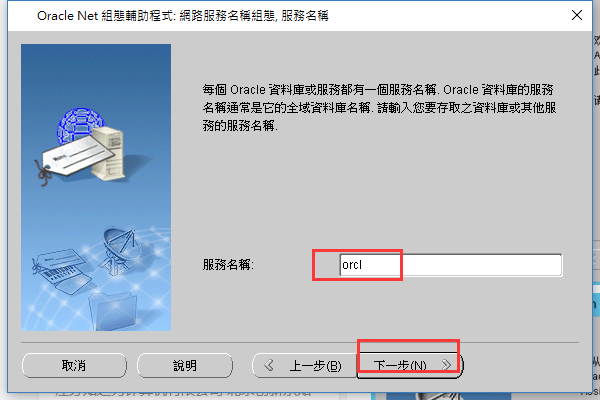 Oracle Net 組態輔助程式: 網路服務名稱組態, 服務名稱
每個 Oracle 資料庫或服務都有一個服務名稱. Oracle 資料庫的服務
名稱通常是它的全域資料庫名稱. 請輸入您要存取之資料庫或其他服
務的服務名稱.
服務名稱:
orcl
取消
說明
上一步(B)
下一步(N)